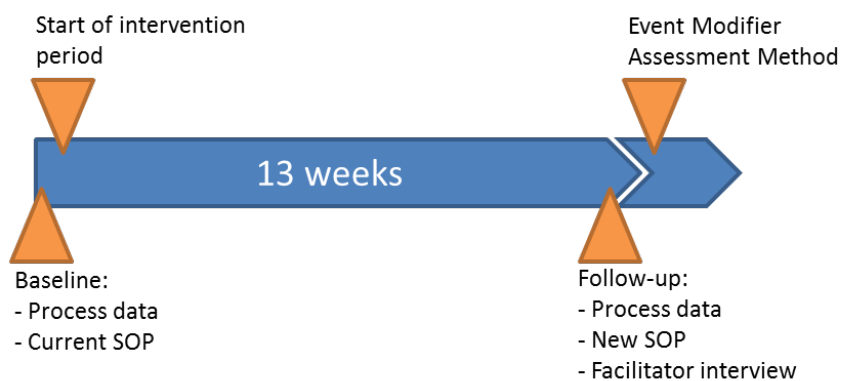 Start of intervention
period
Event Modifier
Assessment Method
13 weeks
Baseline:
- Process data
- Current SOP
Follow-up:
- Process data
- New SOP
- Facilitator interview